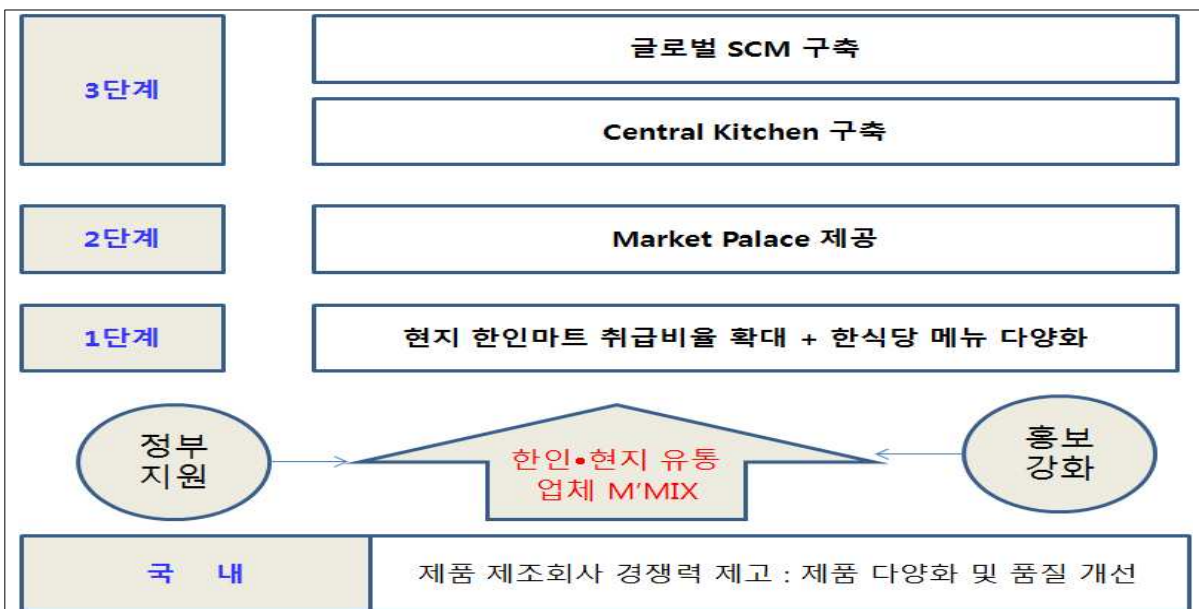 3단계
글로벌 SCM 구축
Central Kitchen 구축
2단계
Market Palace 제공
1단계
현지 한인마트 취급비율 확대 + 한식당 메뉴 다양화
정부
지원
한인•현지 유통
업체 M'MIX
홍보
강화
국 내
제품 제조회사 경쟁력 제고 : 제품 다양화 및 품질 개선